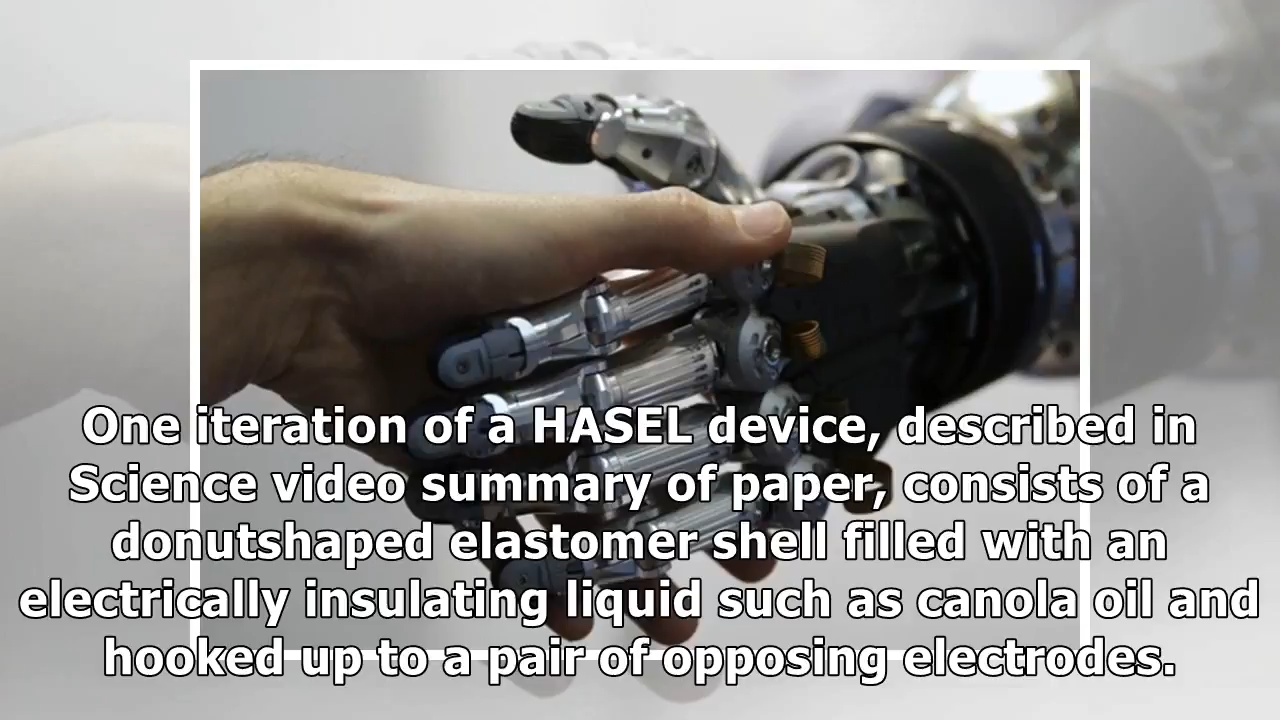 One iteration of a HASEL device, described in
Science video summary of paper, consists of a
donutshaped elastomer shell filled with an
electrically insulating liquid such as canola oil and
hooked up to a pair of opposing electrodes.